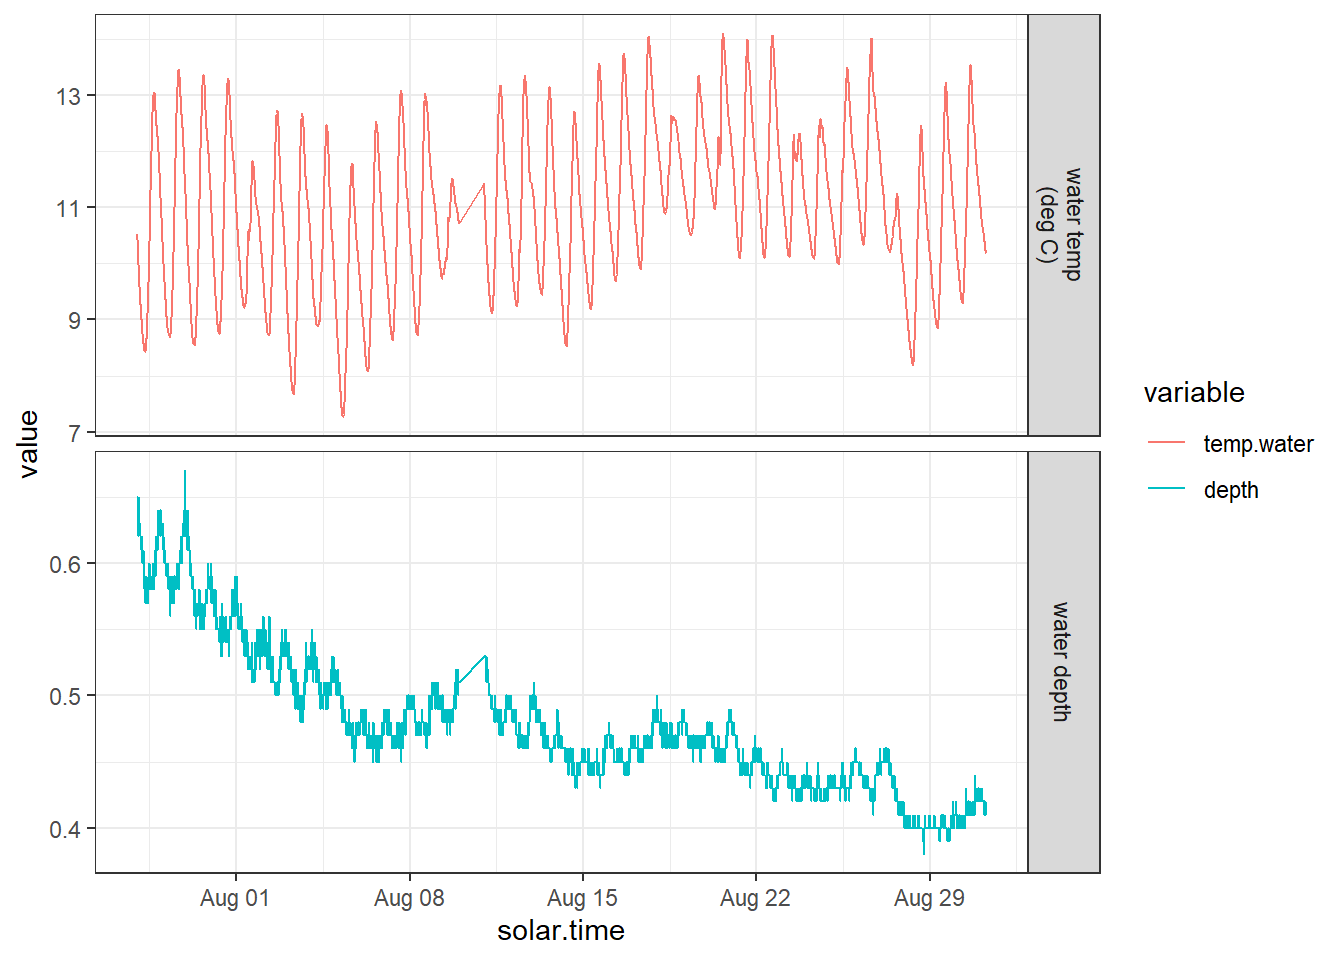 value
13
11
9
7
water temp
(deg C)
0.6
0.5
0.4
water depth
Aug 01
Aug 08
Aug 15
Aug 22
Aug 29
solar.time
variable
temp.water
depth